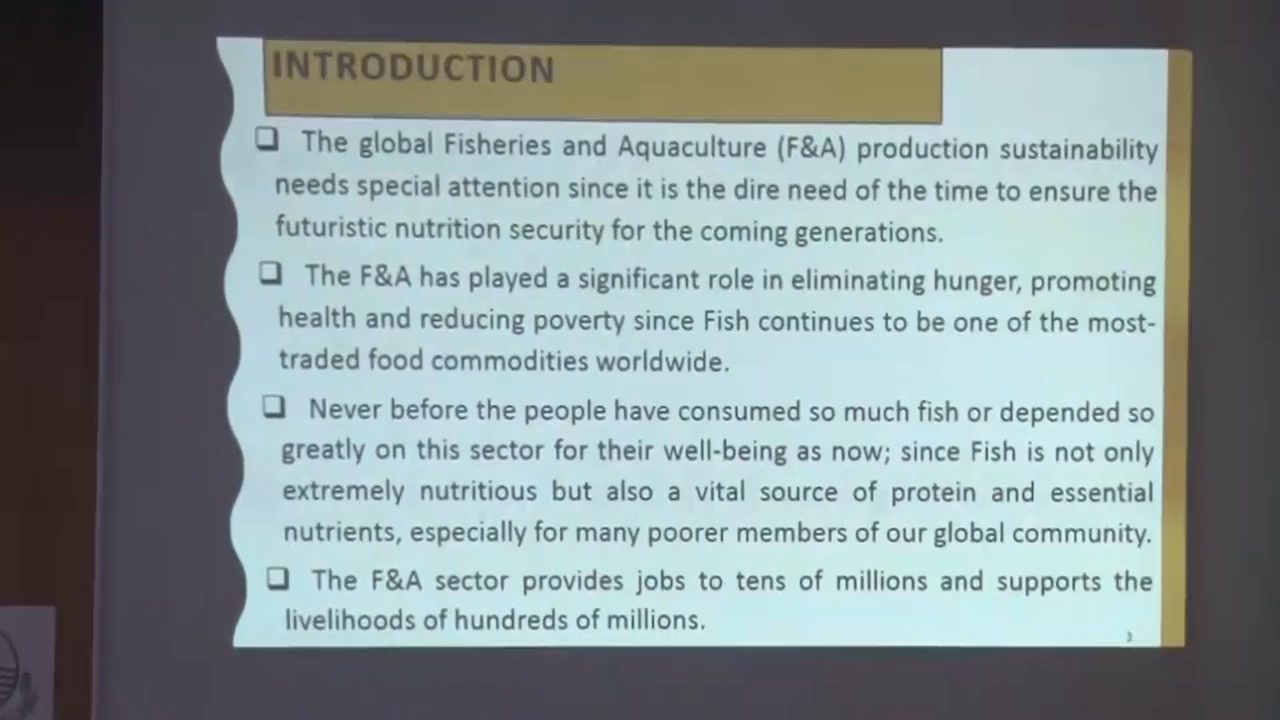 INTRODUCTION
❑ The global Fisheries and Aquaculture (F&A) production sustainability
needs special attention since it is the dire need of the time to ensure the
futuristic nutrition security for the coming generations.
❑ The F&A has played a significant role in eliminating hunger, promoting
health and reducing poverty since Fish continues to be one of the most-
traded food commodities worldwide.
❑ Never before the people have consumed so much fish or depended so
greatly on this sector for their well-being as now; since Fish is not only
extremely nutritious but also a vital source of protein and essential
nutrients, especially for many poorer members of our global community.
❑ The F&A sector provides jobs to tens of millions and supports the
livelihoods of hundreds of millions.